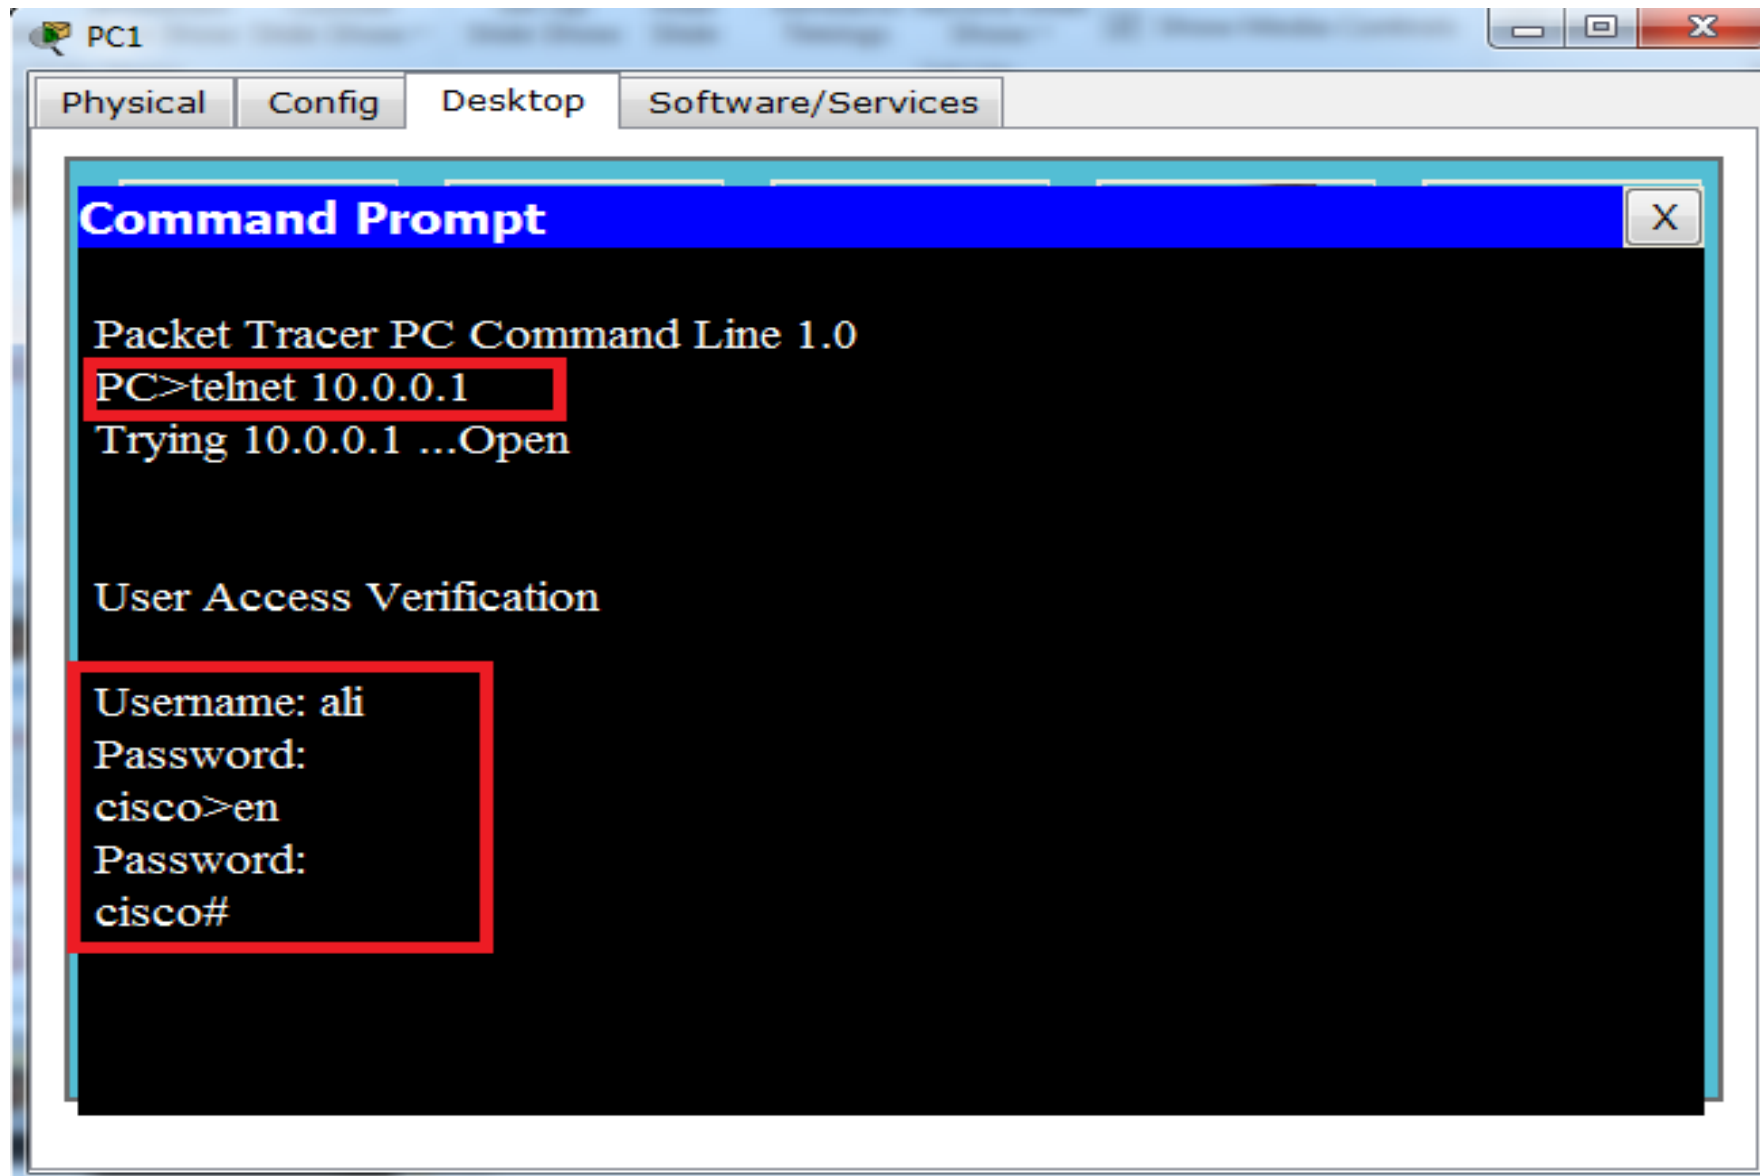 PC1
Physical Config Desktop Software/Services
Command Prompt X
Packet Tracer PC Command Line 1.0
PC>telnet 10.0.0.1
Trying 10.0.0.1 ...Open
User Access Verification
Username: ali
Password:
cisco>en
Password:
cisco#